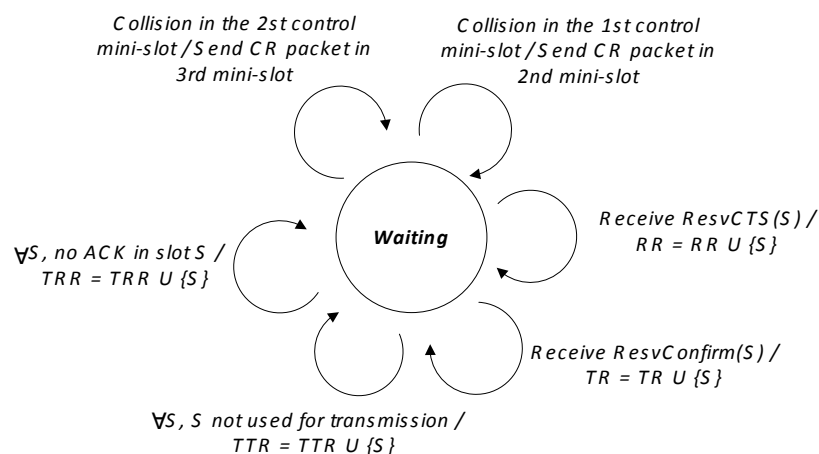 Collision in the 2st control
mini-slot / Send CR packet in
3rd mini-slot
Collision in the 1st control
mini-slot / Send CR packet in
2nd mini-slot
Waiting
Receive ResvCTS(S) /
RR = RR U {S}
∀S, no ACK in slot S /
TRR = TRR U {S}
Receive ResvConfirm(S) /
TR = TR U {S}
∀S, S not used for transmission /
TTR = TTR U {S}